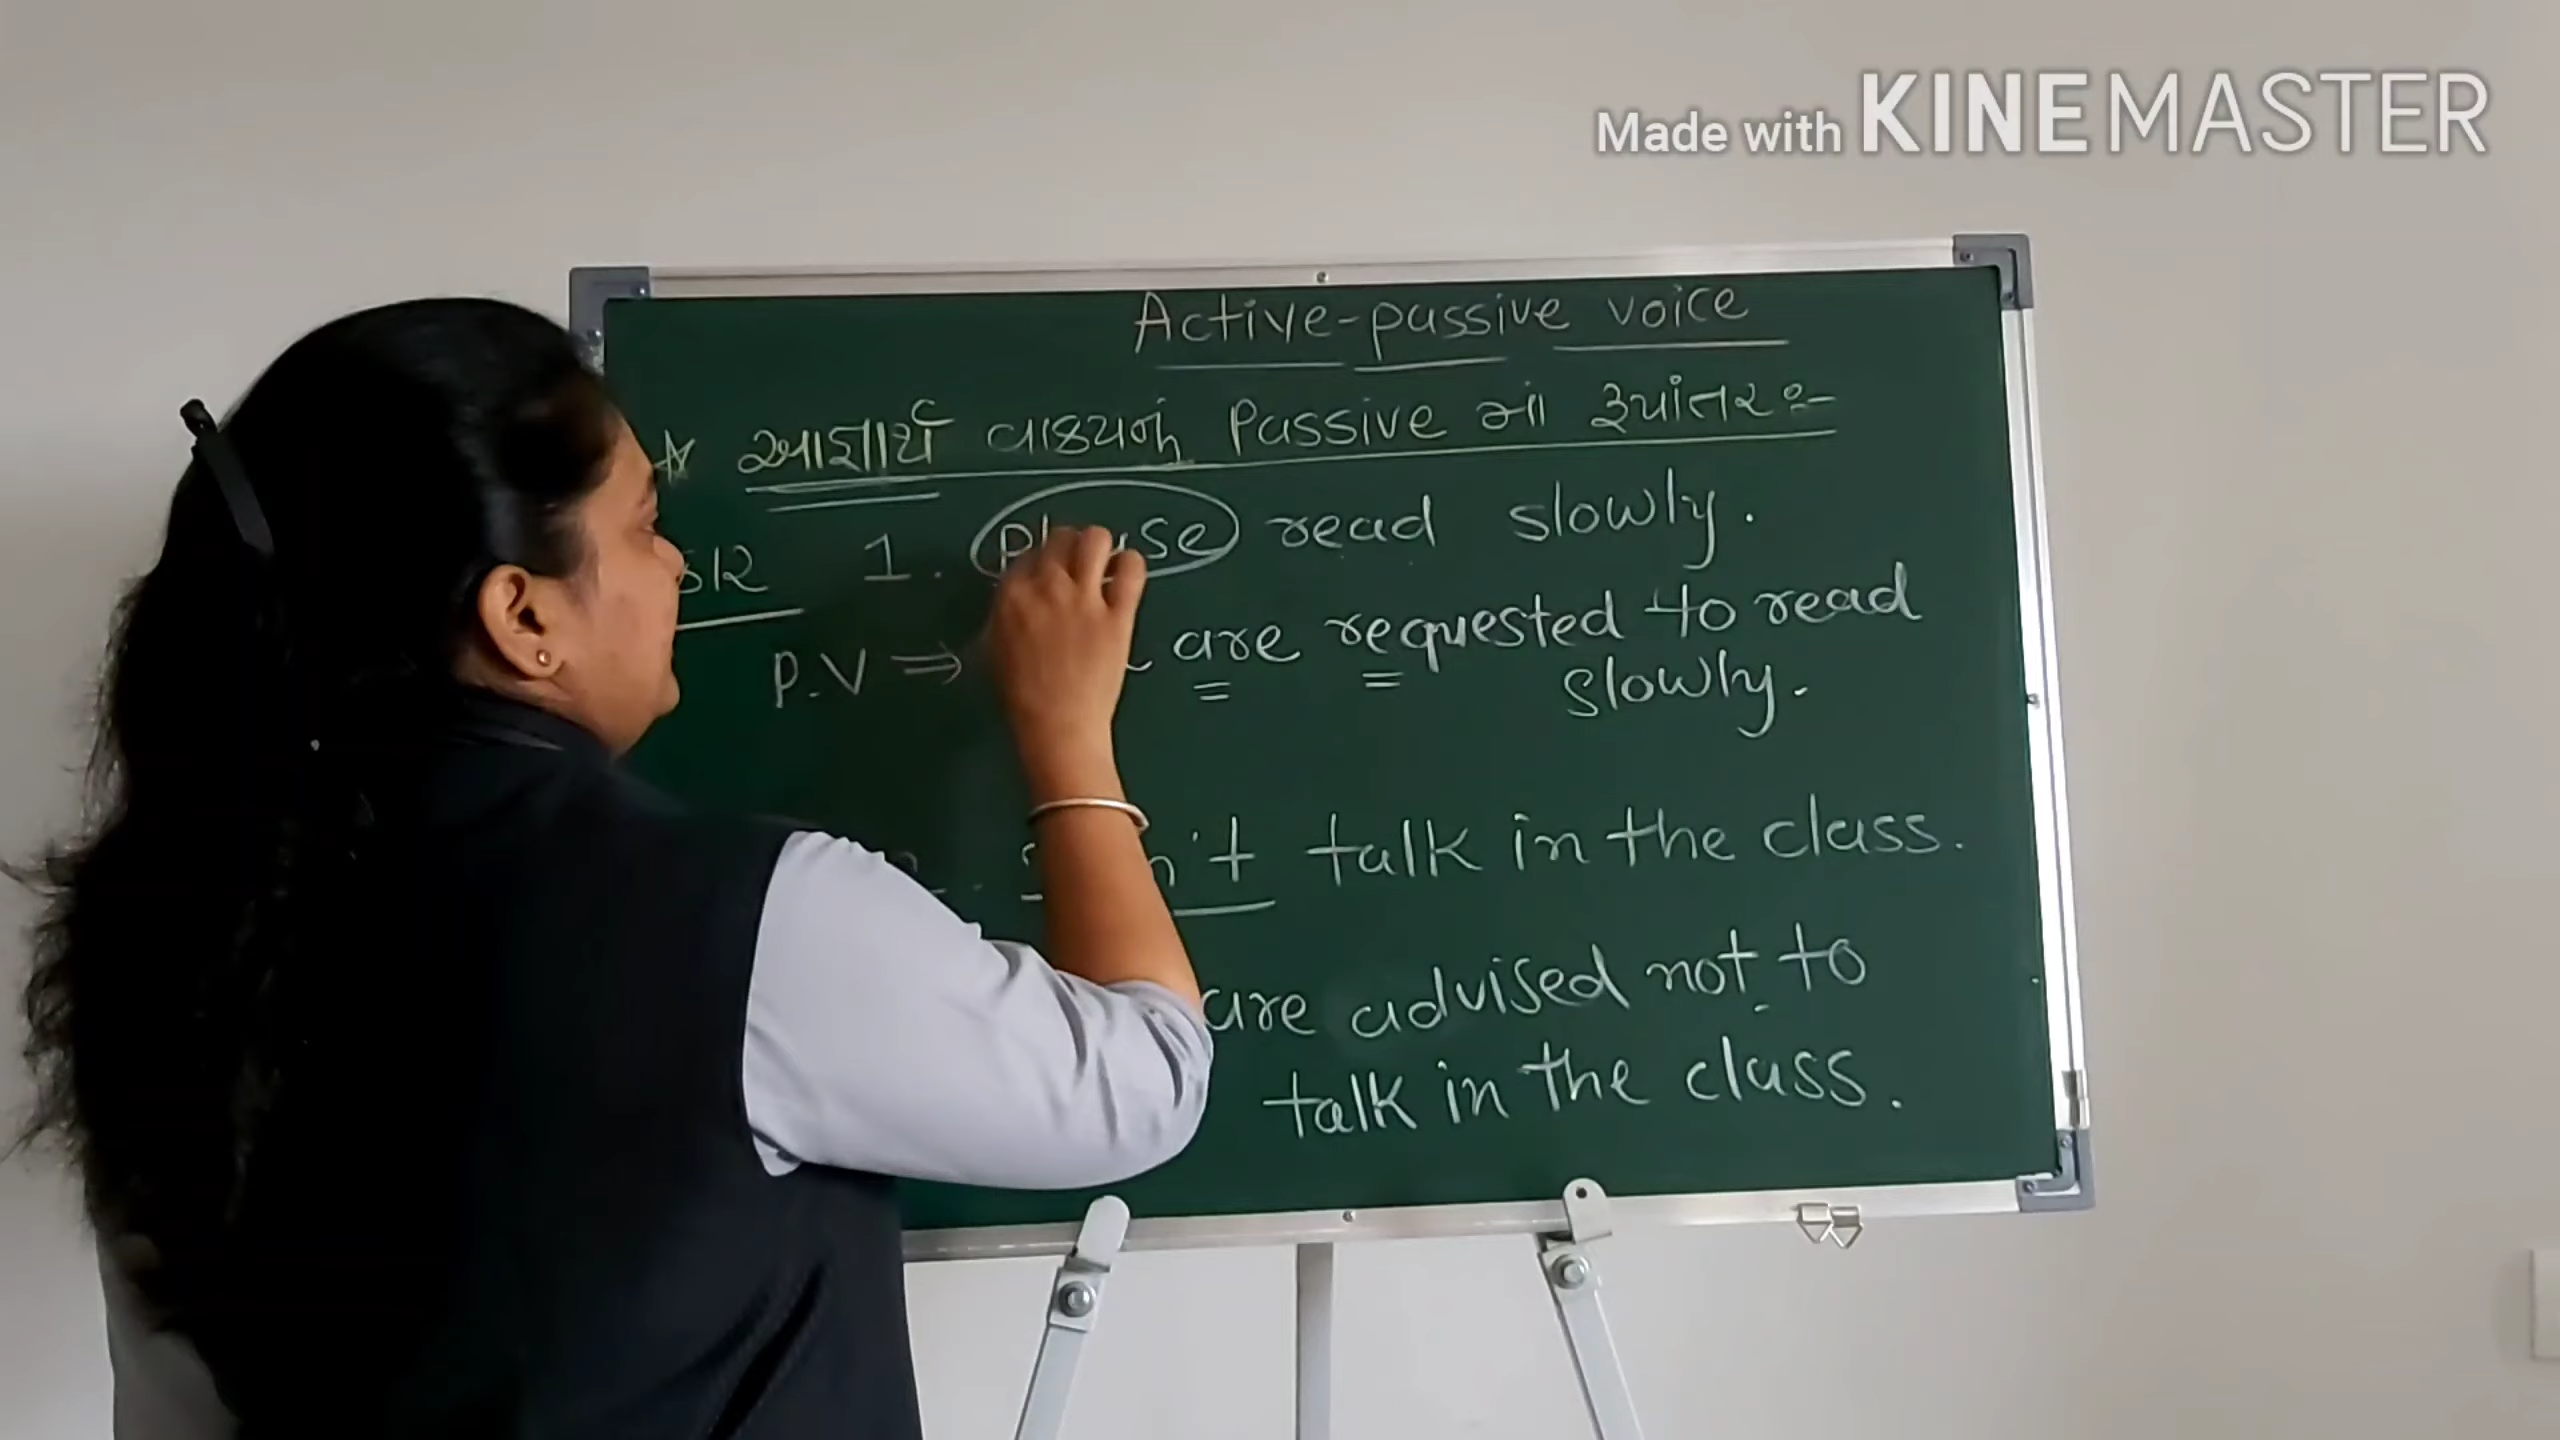 Made with KINEMASTER
Active-passive voice
★ આજ્ઞાર્થ વાક્યનું Passive માં રૂપાંતર :-
1. Please read slowly.
P.V ⇒ are requested to read
slowly.
talk in the class.
are advised not to
talk in the class.